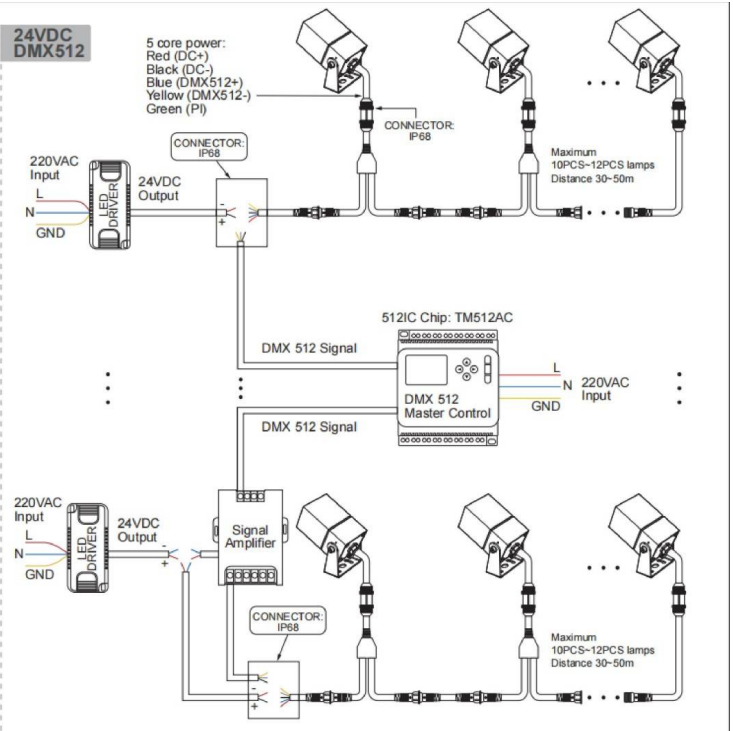 24VDC
DMX512
5 core power:
Red (DC+)
Black (DC-)
Blue (DMX512+)
Yellow (DMX512-)
Green (PI)
CONNECTOR:
IP68
CONNECTOR:
IP68
220VAC
Input
L
N
GND
LED
DRIVER
24VDC
Output
-
+
Maximum
10PCS~12PCS lamps
Distance 30~50m
512IC Chip: TM512AC
DMX 512 Signal
DMX 512
Master Control
L
N
GND
220VAC
Input
DMX 512 Signal
220VAC
Input
L
N
GND
LED
DRIVER
24VDC
Output
-
+
Signal
Amplifier
CONNECTOR:
IP68
-
+
Maximum
10PCS~12PCS lamps
Distance 30~50m